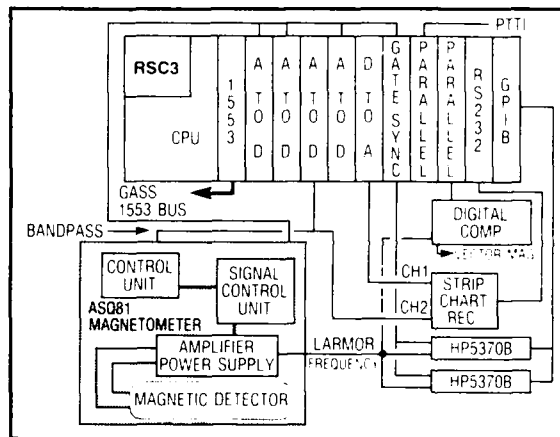 PTTI
RSC3
CPU
1553
A TO D
A TO D
A TO D
A TO D
D TO A
GATE SYNC
PARALLEL
PARALLEL
RS232
GPIB
GASS
1553 BUS
BANDPASS
DIGITAL
COMP
VECTOR MAG
CONTROL
UNIT
SIGNAL
CONTROL
UNIT
CH1
CH2
STRIP
CHART
REC
ASQ81
MAGNETOMETER
AMPLIFIER
POWER SUPPLY
LARMOR
FREQUENCY
HP5370B
HP5370B
MAGNETIC DETECTOR